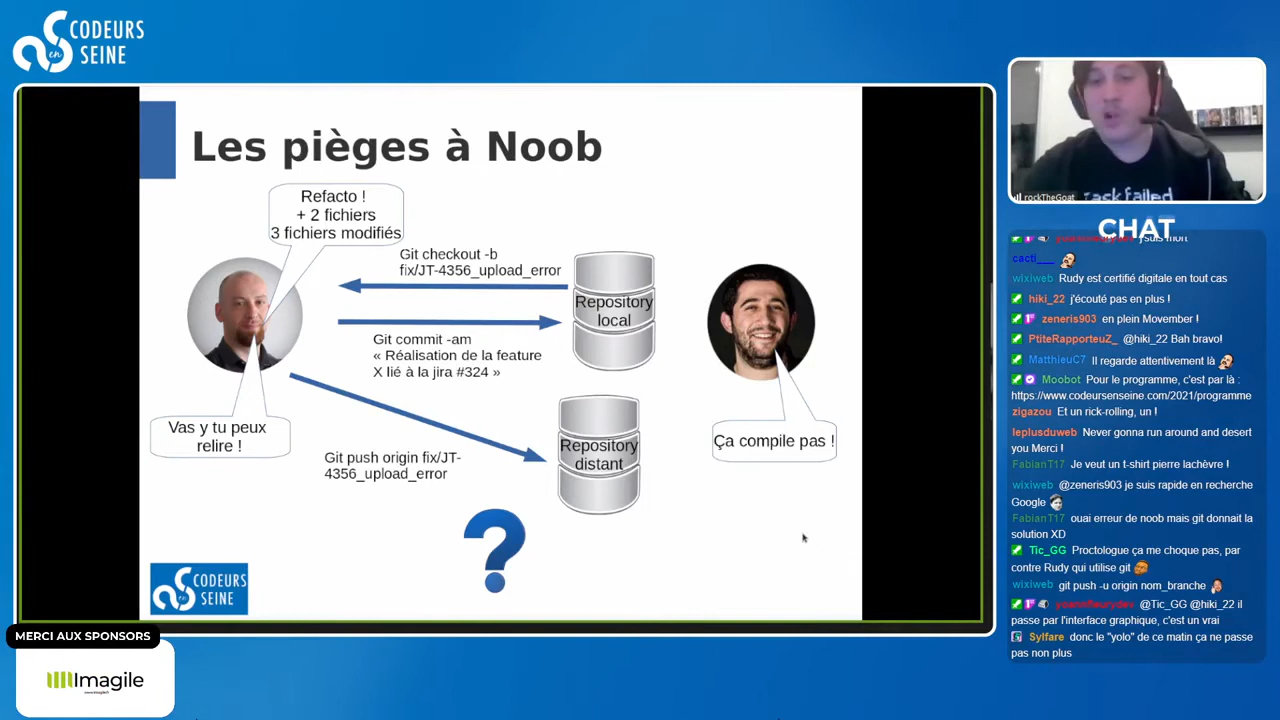 CODEURS
en
SEINE
Les pièges à Noob
Refacto !
+ 2 fichiers
3 fichiers modifiés
Git checkout -b
fix/JT-4356_upload_error
Repository
local
Git commit -am
« Réalisation de la feature
X lié à la jira #324 »
Vas y tu peux
relire !
Git push origin fix/JT-
4356_upload_error
Repository
distant
Ça compile pas !
?
CODEURS
en
SEINE
MERCI AUX SPONSORS
Imagile
rockTheGoat
ask failed
CHAT
cacti___
wixiweb Rudy est certifié digitale en tout cas
hiki_22 j'écouté pas en plus !
zeneris903 en plein Movember !
PtiteRapporteuZ_ @hiki_22 Bah bravo!
MatthieuC7 Il regarde attentivement là
Moobot Pour le programme, c'est par là :
https://www.codeursenseine.com/2021/programme
zigazou Et un rick-rolling, un !
leplusduweb Never gonna run around and desert
you Merci !
FabianT17 Je veut un t-shirt pierre lachèvre !
wixiweb @zeneris903 je suis rapide en recherche
Google
FabianT17 ouai erreur de noob mais git donnait la
solution XD
Tic_GG Proctologue ça me choque pas, par
contre Rudy qui utilise git
wixiweb git push -u origin nom_branche
yoannfleurydev @Tic_GG @hiki_22 il
passe par l'interface graphique, c'est un vrai
Sylfare donc le "yolo" de ce matin ça ne passe
pas non plus